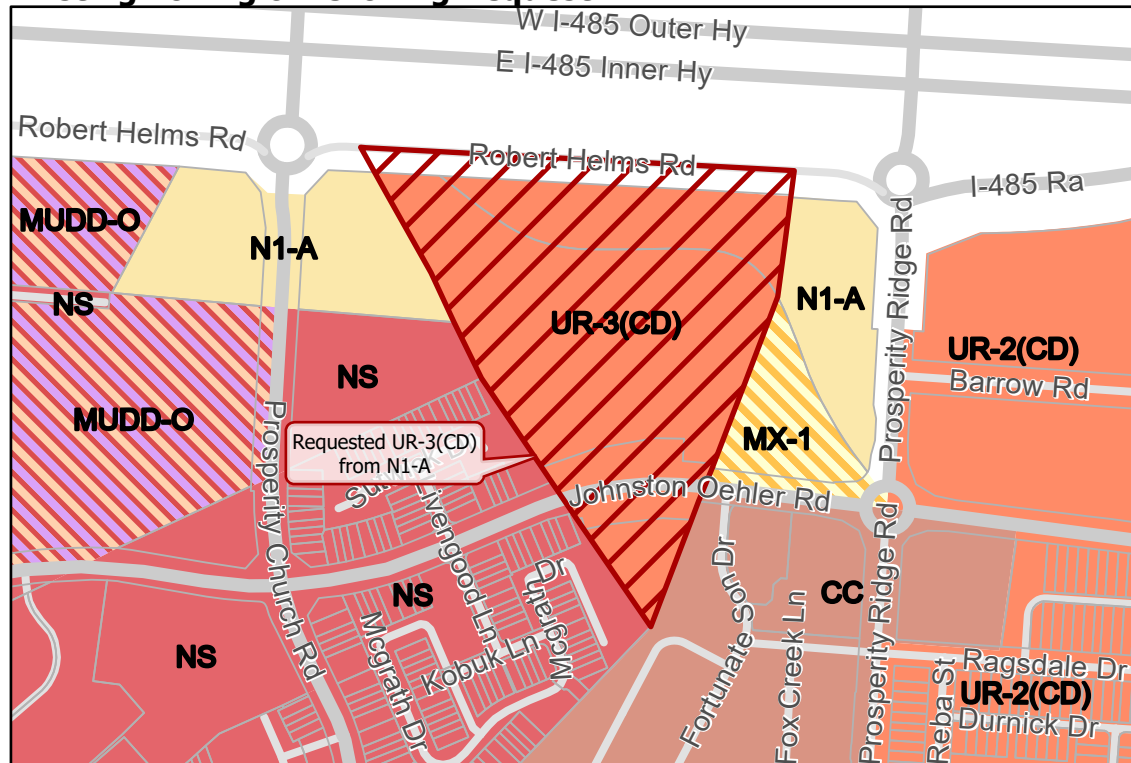 W I-485 Outer Hy
E I-485 Inner Hy
Robert Helms Rd
Robert Helms Rd
I-485 Ra
MUDD-O
N1-A
NS
N1-A
UR-3(CD)
Prosperity Ridge Rd
UR-2(CD)
Barrow Rd
NS
MUDD-O
MX-1
Requested UR-3(CD)
from N1-A
Prosperity Church Rd
Livengood Ln
Johnston Oehler Rd
Prosperity Ridge Rd
Fortunate Son Dr
Fox Creek Ln
CC
NS
Mcgrath Dr
Mcgrath Dr
Kobuk Ln
NS
Reba St
Ragsdale Dr
UR-2(CD)
Durnick Dr